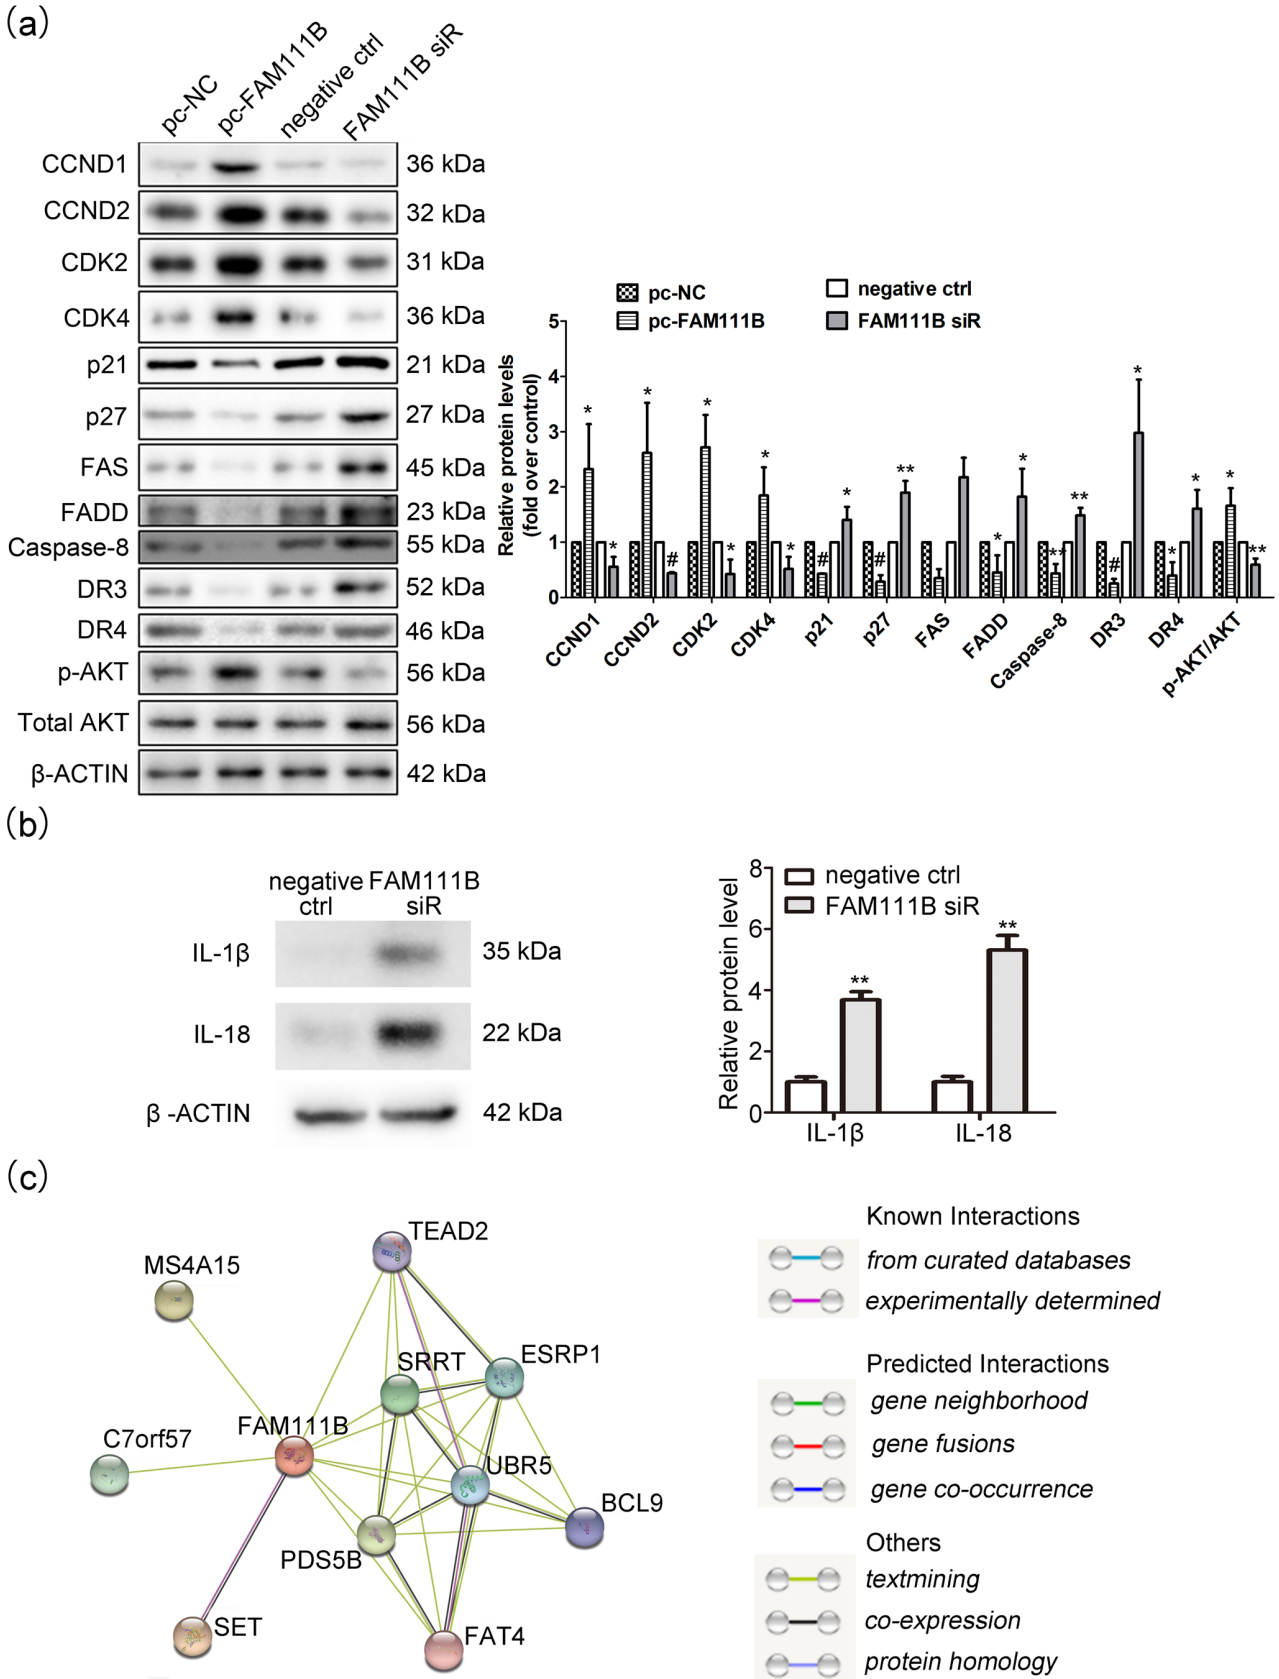 (a)
pc-NC
pc-FAM111B
negative ctrl
FAM111B siR
CCND1 36 kDa
CCND2 32 kDa
CDK2 31 kDa
CDK4 36 kDa
p21 21 kDa
p27 27 kDa
FAS 45 kDa
FADD 23 kDa
Caspase-8 55 kDa
DR3 52 kDa
DR4 46 kDa
p-AKT 56 kDa
Total AKT 56 kDa
β-ACTIN 42 kDa
pc-NC
pc-FAM111B
negative ctrl
FAM111B siR
Relative protein levels
(fold over control)
5
4
3
2
1
0
* * * * * * # * * # * # ** * * ** ** # * * * * **
CCND1
CCND2
CDK2
CDK4
p21
p27
FAS
FADD
Caspase-8
DR3
DR4
p-AKT/AKT
(b)
negative FAM111B
ctrl siR
IL-1β 35 kDa
IL-18 22 kDa
β -ACTIN 42 kDa
negative ctrl
FAM111B siR
Relative protein level
8
6
4
2
0
**
**
IL-1β
IL-18
(c)
TEAD2
MS4A15
SRRT
ESRP1
FAM111B
C7orf57
UBR5
BCL9
PDS5B
SET
FAT4
Known Interactions
from curated databases
experimentally determined
Predicted Interactions
gene neighborhood
gene fusions
gene co-occurrence
Others
textmining
co-expression
protein homology